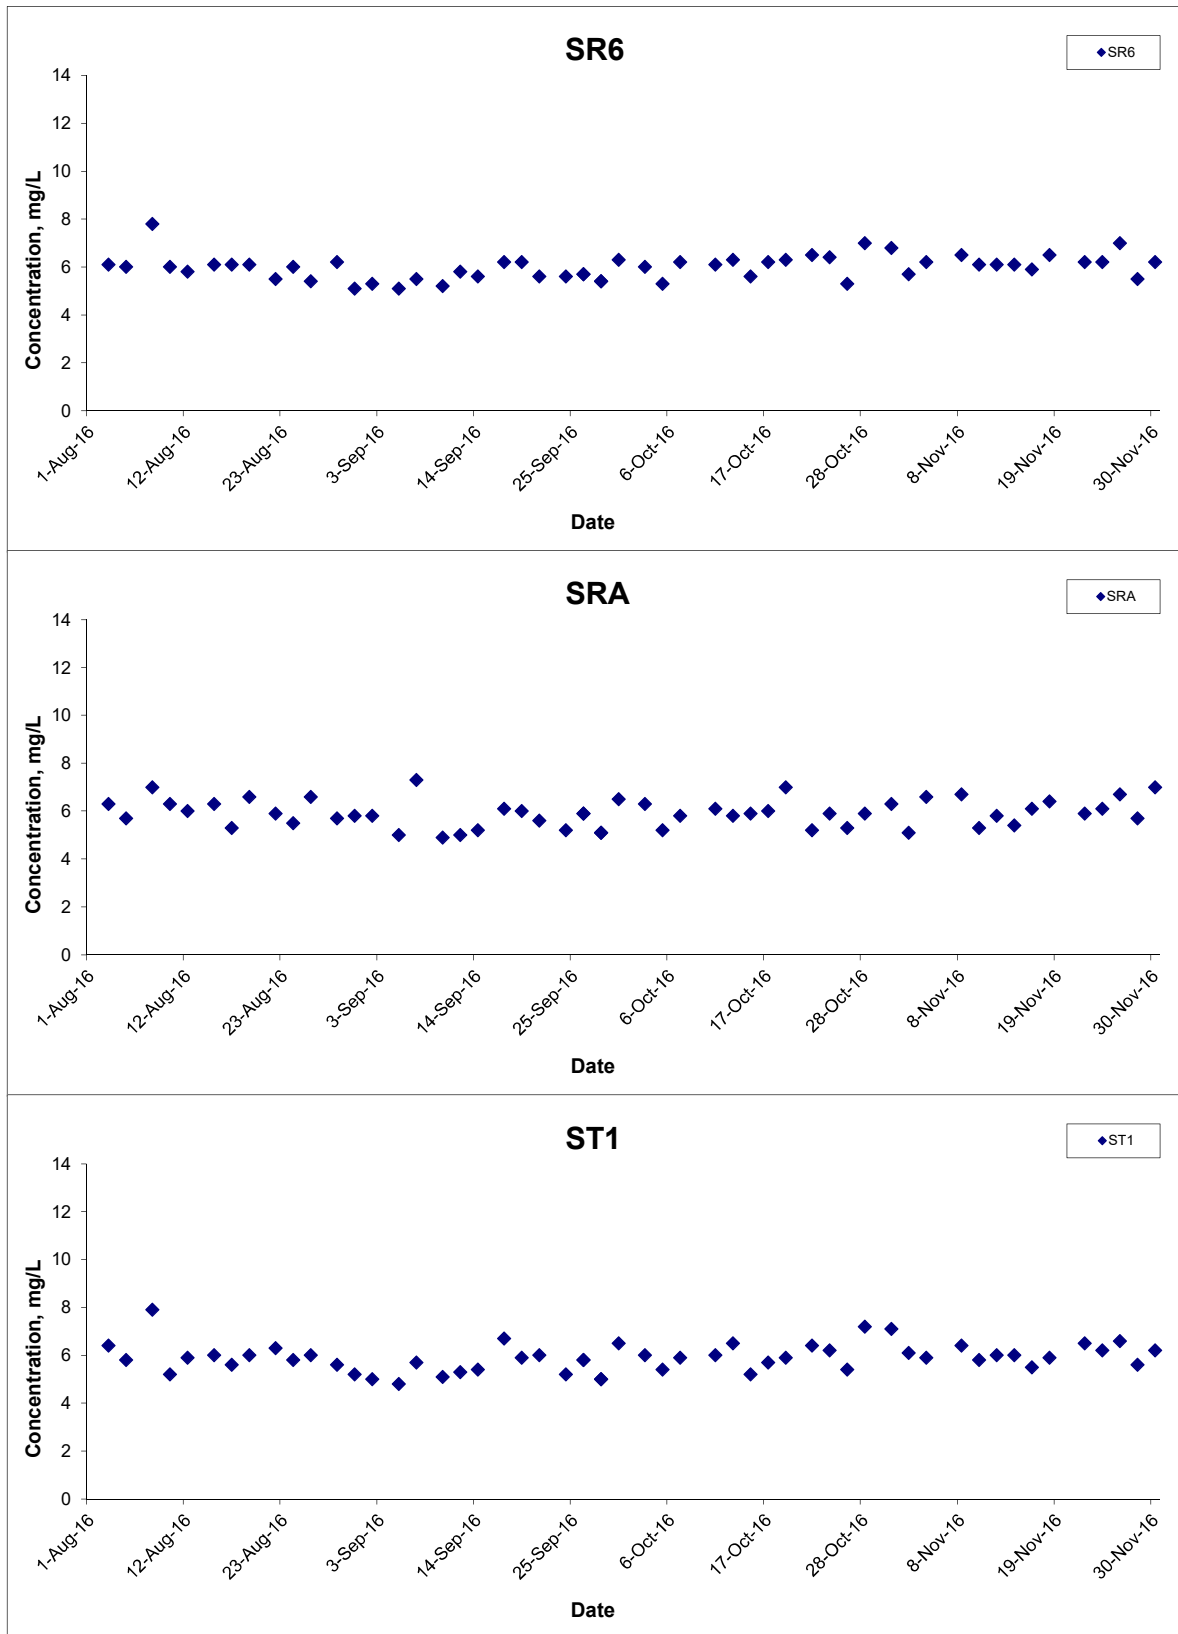 SR6
SR6
14
12
10
8
6
4
2
0
Concentration, mg/L
1-Aug-16
12-Aug-16
23-Aug-16
3-Sep-16
14-Sep-16
25-Sep-16
6-Oct-16
17-Oct-16
28-Oct-16
8-Nov-16
19-Nov-16
30-Nov-16
Date
SRA
SRA
14
12
10
8
6
4
2
0
Concentration, mg/L
1-Aug-16
12-Aug-16
23-Aug-16
3-Sep-16
14-Sep-16
25-Sep-16
6-Oct-16
17-Oct-16
28-Oct-16
8-Nov-16
19-Nov-16
30-Nov-16
Date
ST1
ST1
14
12
10
8
6
4
2
0
Concentration, mg/L
1-Aug-16
12-Aug-16
23-Aug-16
3-Sep-16
14-Sep-16
25-Sep-16
6-Oct-16
17-Oct-16
28-Oct-16
8-Nov-16
19-Nov-16
30-Nov-16
Date